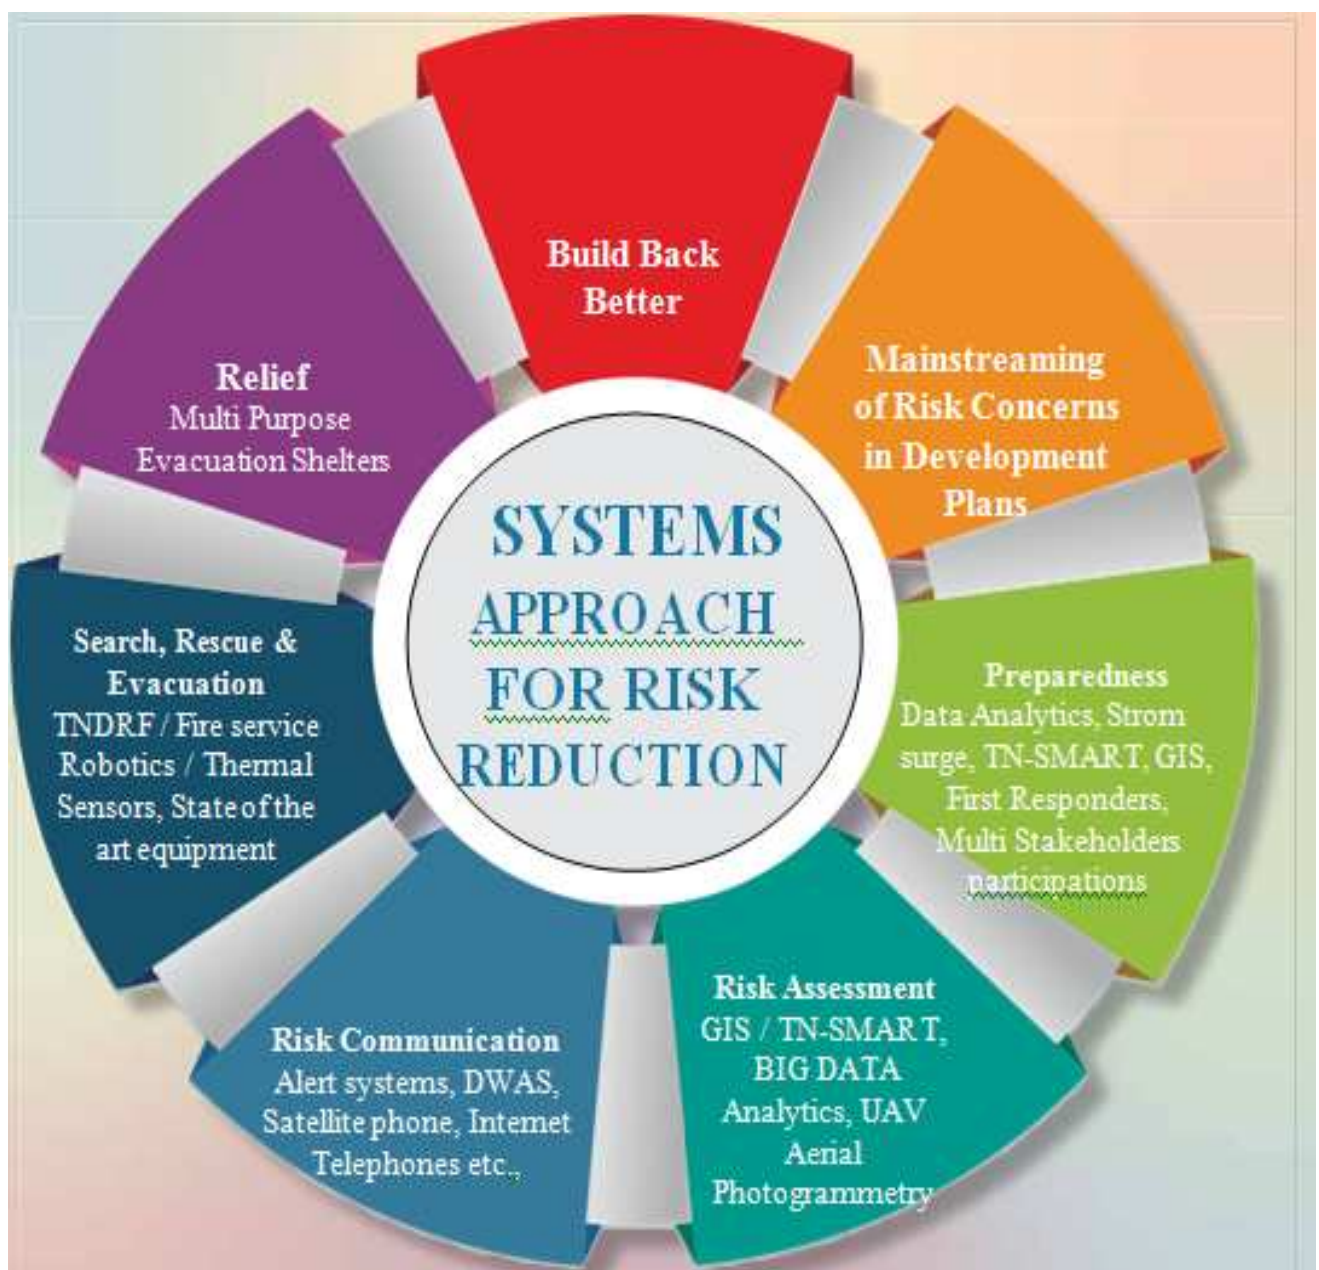 Build Back
Better
Mainstreaming
of Risk Concerns
in Development
Plans
Preparedness
Data Analytics, Strom
surge, TN-SMART, GIS,
First Responders,
Multi Stakeholders
participations
Risk Assessment
GIS / TN-SMART,
BIG DATA
Analytics, UAV
Aerial
Photogrammetry
Risk Communication
Alert systems, DWAS,
Satellite phone, Internet
Telephones etc.,
Search, Rescue &
Evacuation
TNDRF / Fire service
Robotics / Thermal
Sensors, State of the
art equipment
Relief
Multi Purpose
Evacuation Shelters
SYSTEMS
APPROACH
FOR RISK
REDUCTION